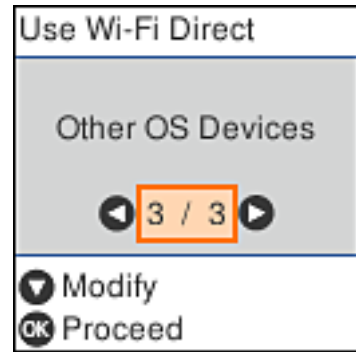 Use Wi-Fi Direct
Other OS Devices
3 / 3
Modify
OK Proceed